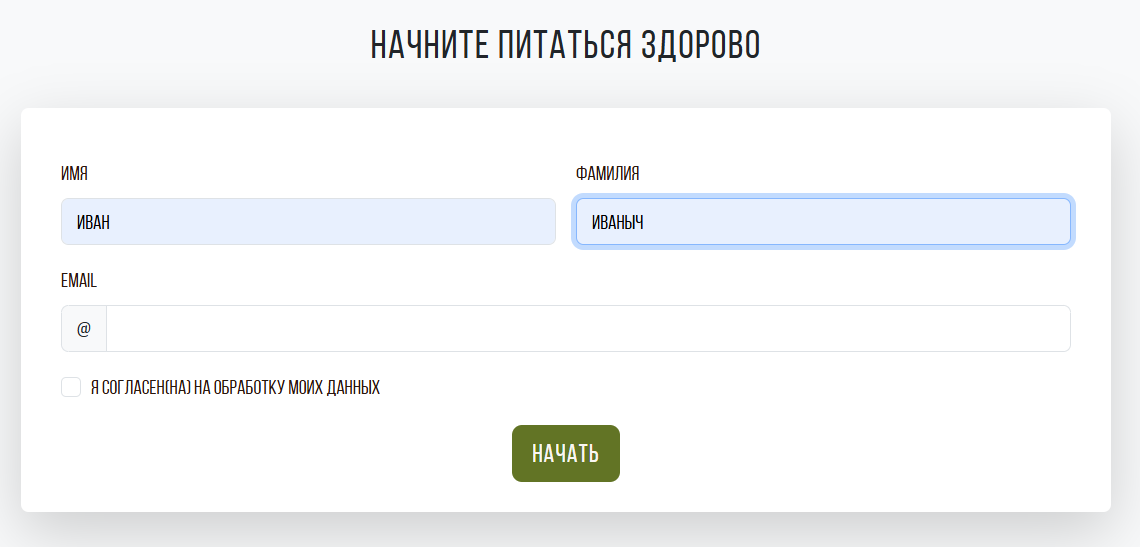 НАЧНИТЕ ПИТАТЬСЯ ЗДОРОВО
ИМЯ
ФАМИЛИЯ
ИВАН
ИВАНЫЧ
EMAIL
@
Я СОГЛАСЕН(НА) НА ОБРАБОТКУ МОИХ ДАННЫХ
НАЧАТЬ